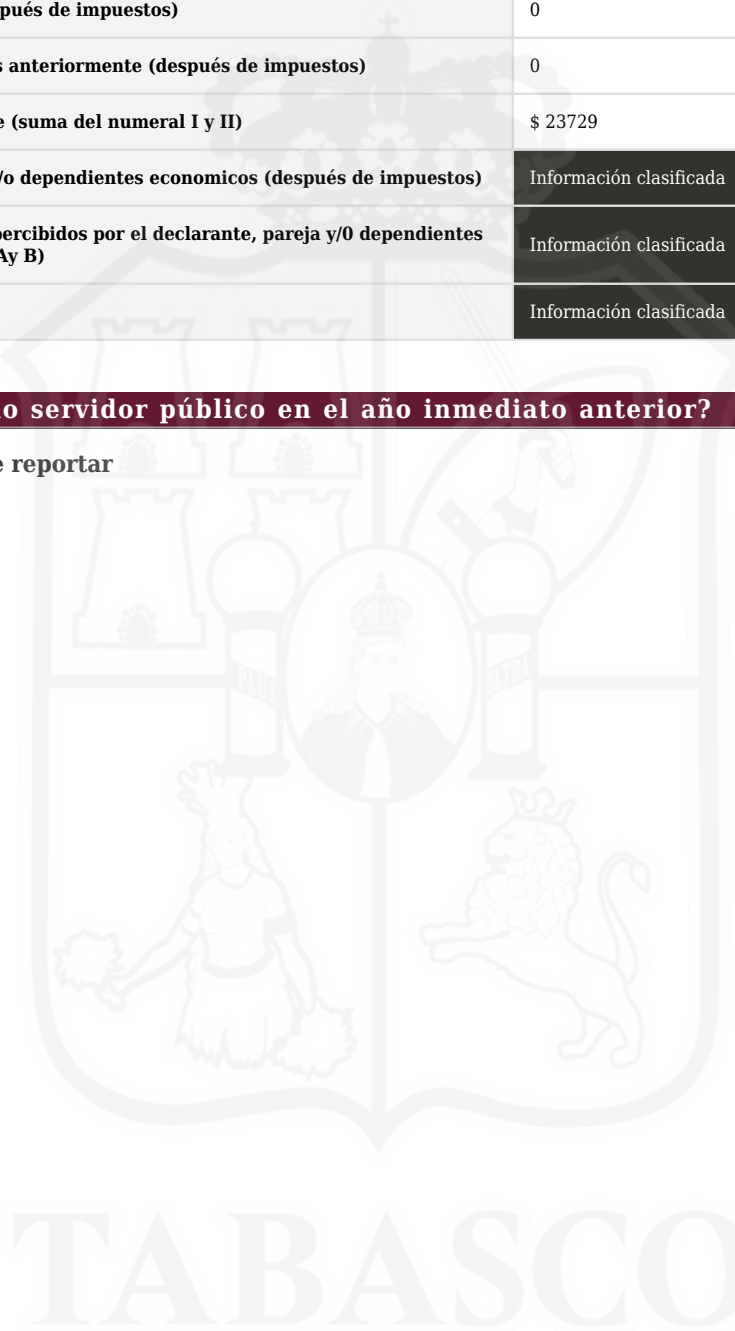 pués de impuestos)
0
s anteriormente (después de impuestos)
0
e (suma del numeral I y II)
$ 23729
/o dependientes economicos (después de impuestos)
Información clasificada
percibidos por el declarante, pareja y/0 dependientes
Ay B)
Información clasificada
Información clasificada
o servidor público en el año inmediato anterior?
e reportar
PLUS
ULTRA
TABASCO